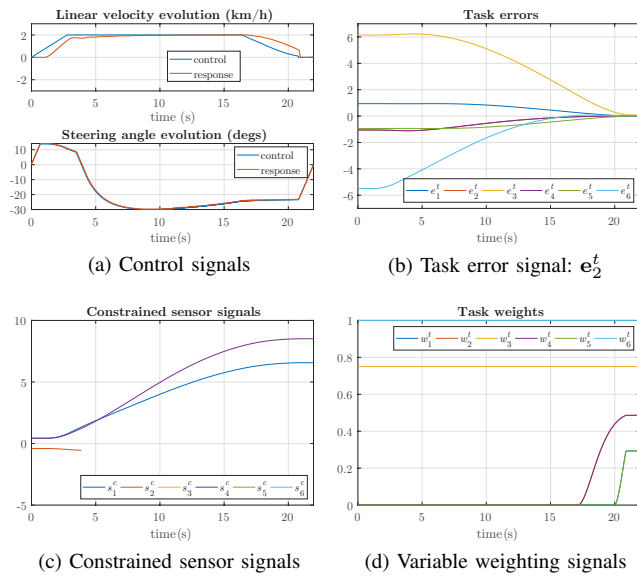 Linear velocity evolution (km/h)
2
0
-2
control
response
0 5 10 15 20
time (s)
Steering angle evolution (degs)
10
0
-10
-20
-30
control
response
0 5 10 15 20
time(s)
(a) Control signals
Task errors
6
4
2
0
-2
-4
-6
e_1^t e_2^t e_3^t e_4^t e_5^t e_6^t
0 5 10 15 20
time(s)
(b) Task error signal: e_2^t
Constrained sensor signals
10
5
0
-5
s_1^c s_2^c s_3^c s_4^c s_5^c s_6^c
0 5 10 15 20
time(s)
(c) Constrained sensor signals
Task weights
1
0.8
0.6
0.4
0.2
0
w_1^t w_2^t w_3^t w_4^t w_5^t w_6^t
0 5 10 15 20
time(s)
(d) Variable weighting signals